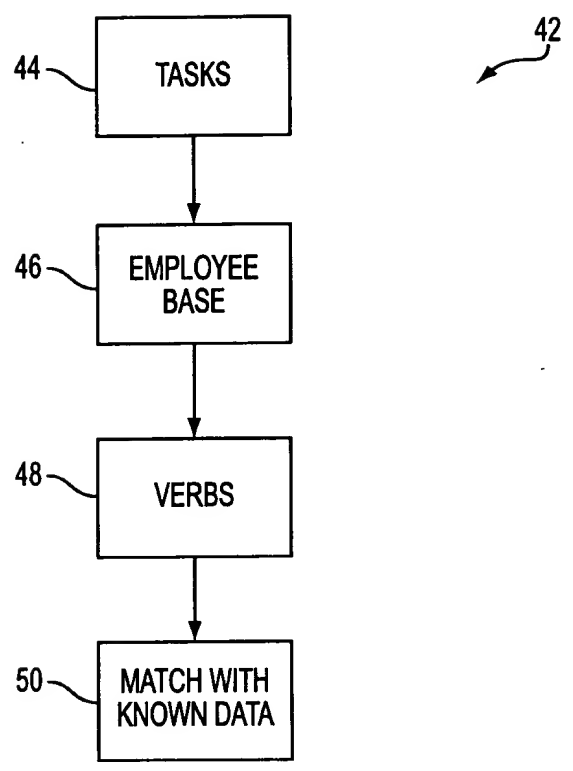 42
44
TASKS
46
EMPLOYEE
BASE
48
VERBS
50
MATCH WITH
KNOWN DATA